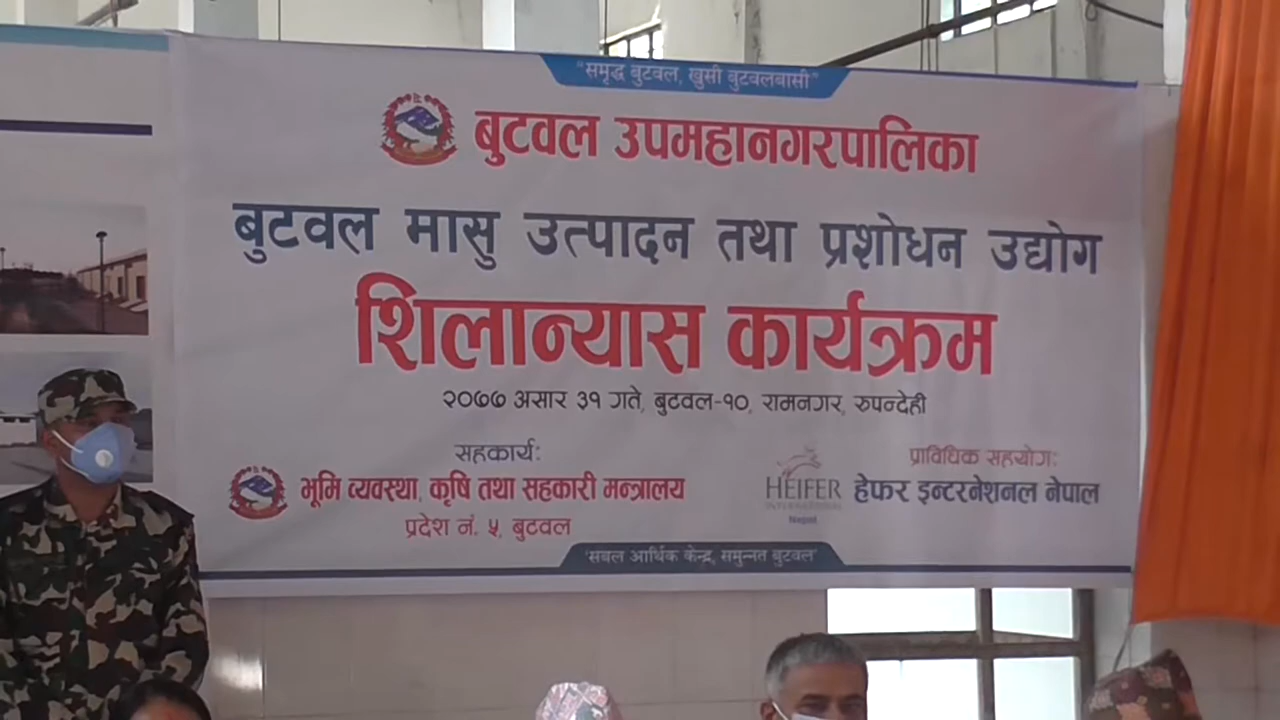 "समृद्ध बुटवल, खुसी बुटवलबासी"
बुटवल उपमहानगरपालिका
बुटवल मासु उत्पादन तथा प्रशोधन उद्योग
शिलान्यास कार्यक्रम
२०७७ असार ३१ गते, बुटवल-१०, रामनगर, रुपन्देही
सहकार्य:
भूमि व्यवस्था, कृषि तथा सहकारी मन्त्रालय
प्रदेश नं. ५, बुटवल
प्राविधिक सहयोग:
HEIFER
INTERNATIONAL
Nepal
हेफर इन्टरनेशनल नेपाल
'सबल आर्थिक केन्द्र, समुन्नत बुटवल'